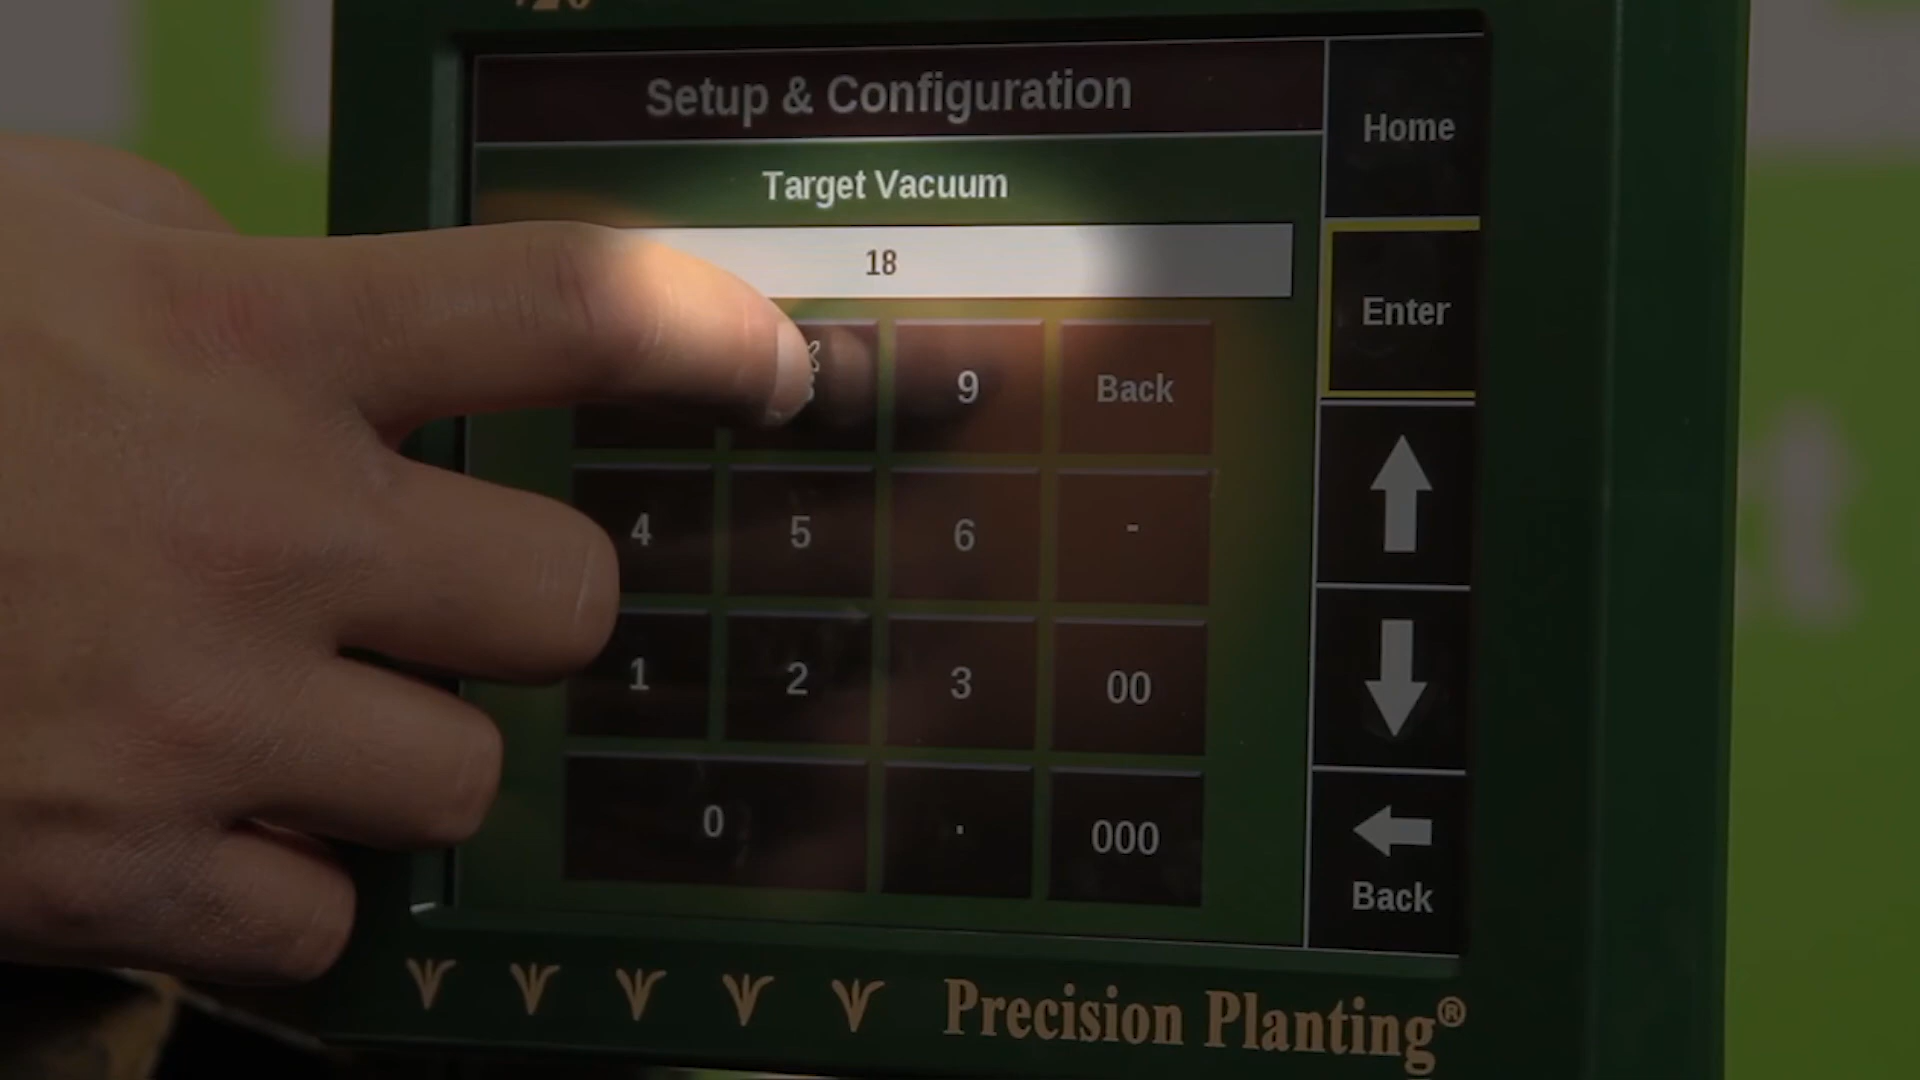 Setup & Configuration
Target Vacuum
18
9 Back
4 5 6 -
1 2 3 00
0 . 000
Home
Enter
Back
Precision Planting®